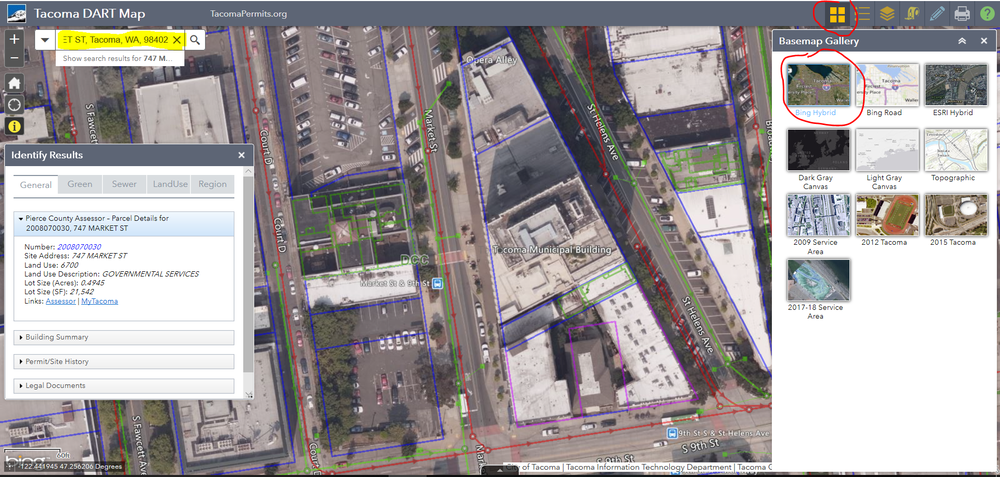 Tacoma DART Map
TacomaPermits.org
ET ST, Tacoma, WA, 98402
Show search results for 747 M...
Identify Results
General
Green
Sewer
LandUse
Region
Pierce County Assessor – Parcel Details for
2008070030, 747 MARKET ST
Number: 2008070030
Site Address: 747 MARKET ST
Land Use: 6700
Land Use Description: GOVERNMENTAL SERVICES
Lot Size (Acres): 0.4945
Lot Size (SF): 21,542
Links: Assessor | MyTacoma
Building Summary
Permit/Site History
Legal Documents
60ft
bing
-122.441945 47.256206 Degrees
S Fawcett
S Fawcett Ave
Court D
Court D
Court D
Market St
Opera Alley
St Helens Ave
St Helens Ave
Tacoma Municipal Building
DCC
Market St & 9th St
9th St S & St Helens Ave
S 9th St
S 9th St
City of Tacoma | Tacoma Information Technology Department | Tacoma
Basemap Gallery
Bing Hybrid
Bing Road
ESRI Hybrid
Dark Gray
Canvas
Light Gray
Canvas
Topographic
2009 Service
Area
2012 Tacoma
2015 Tacoma
2017-18 Service
Area